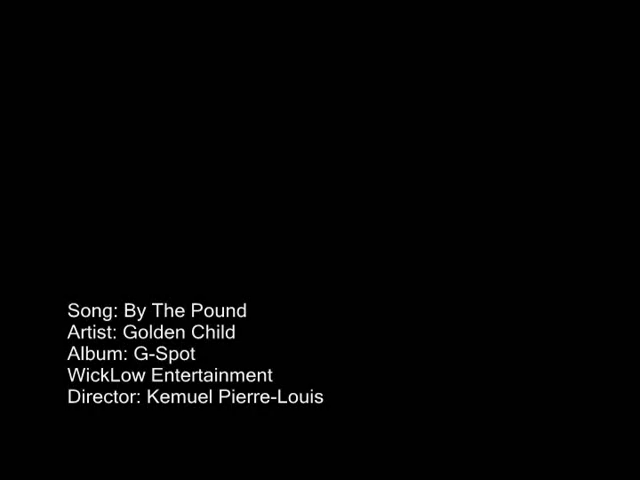 Song: By The Pound
Artist: Golden Child
Album: G-Spot
WickLow Entertainment
Director: Kemuel Pierre-Louis